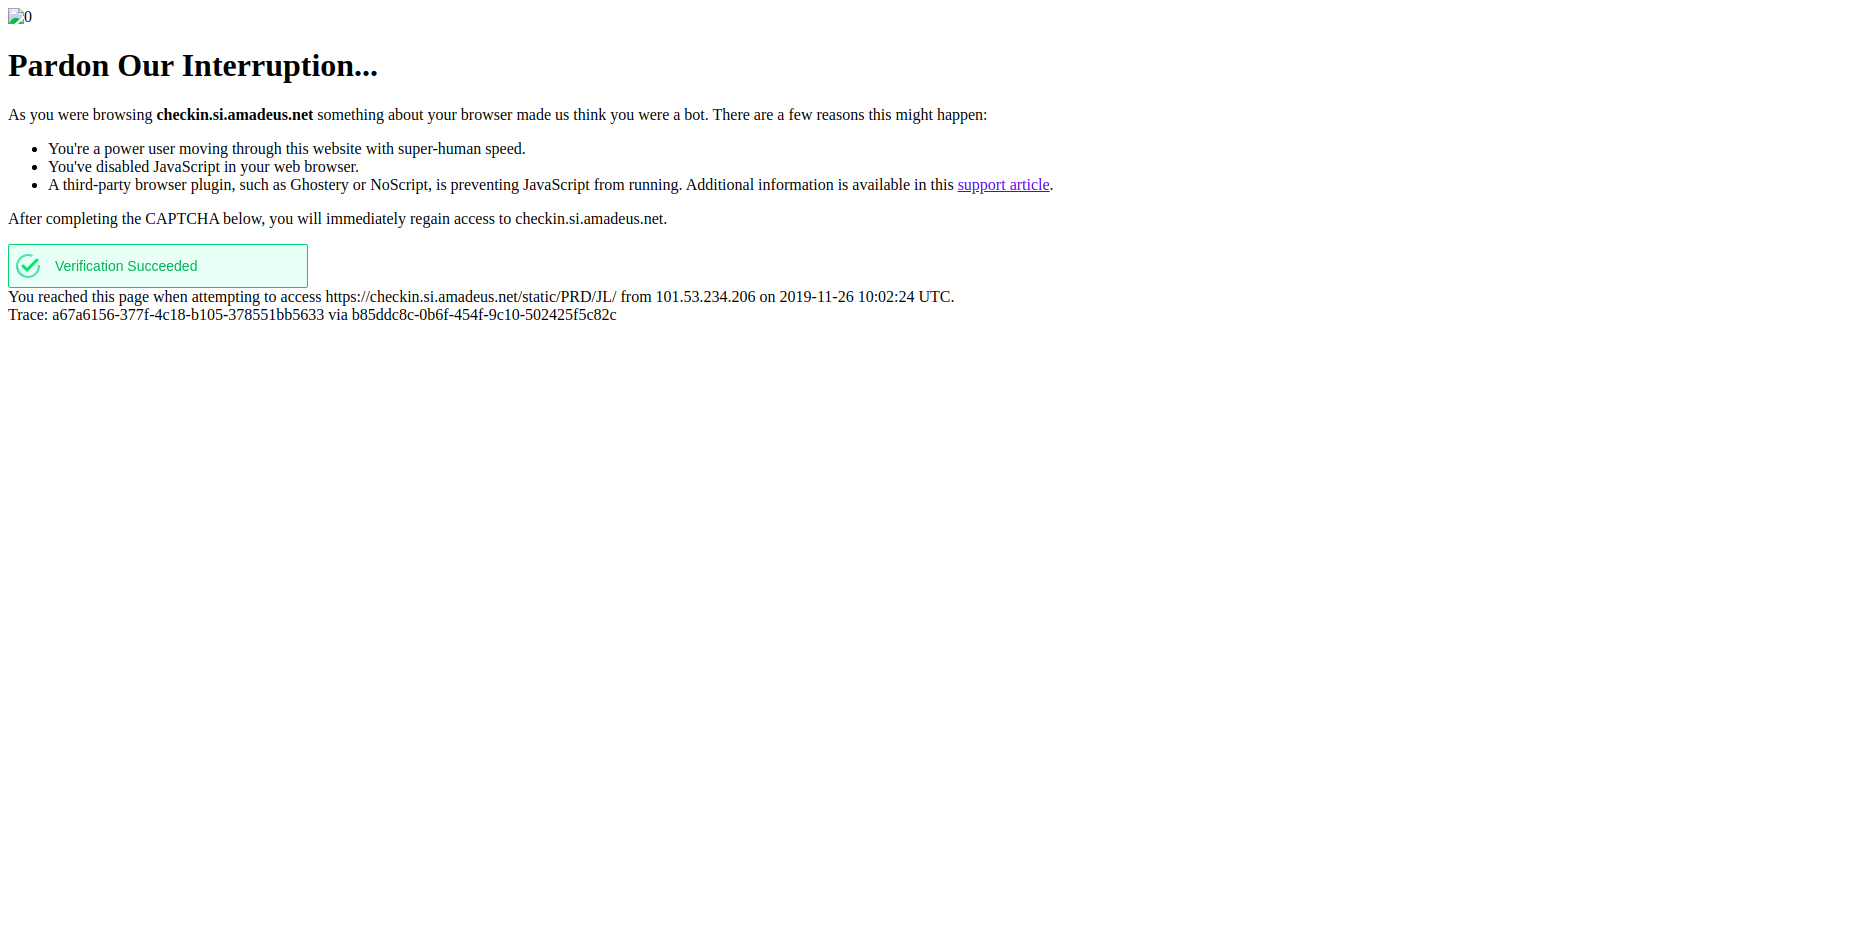 0
Pardon Our Interruption...
As you were browsing checkin.si.amadeus.net something about your browser made us think you were a bot. There are a few reasons this might happen:
You're a power user moving through this website with super-human speed.
You've disabled JavaScript in your web browser.
A third-party browser plugin, such as Ghostery or NoScript, is preventing JavaScript from running. Additional information is available in this support article.
After completing the CAPTCHA below, you will immediately regain access to checkin.si.amadeus.net.
Verification Succeeded
You reached this page when attempting to access https://checkin.si.amadeus.net/static/PRD/JL/ from 101.53.234.206 on 2019-11-26 10:02:24 UTC.
Trace: a67a6156-377f-4c18-b105-378551bb5633 via b85ddc8c-0b6f-454f-9c10-502425f5c82c